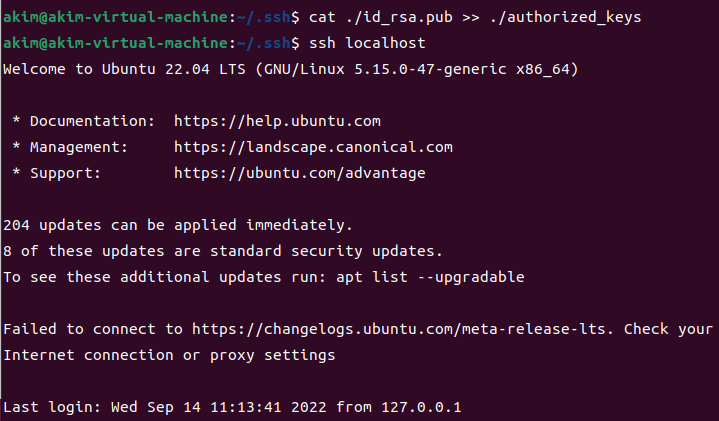 akim@akim-virtual-machine:~/.ssh$ cat ./id_rsa.pub >> ./authorized_keys
akim@akim-virtual-machine:~/.ssh$ ssh localhost
Welcome to Ubuntu 22.04 LTS (GNU/Linux 5.15.0-47-generic x86_64)
* Documentation:  https://help.ubuntu.com
* Management:     https://landscape.canonical.com
* Support:        https://ubuntu.com/advantage
204 updates can be applied immediately.
8 of these updates are standard security updates.
To see these additional updates run: apt list --upgradable
Failed to connect to https://changelogs.ubuntu.com/meta-release-lts. Check your
Internet connection or proxy settings
Last login: Wed Sep 14 11:13:41 2022 from 127.0.0.1